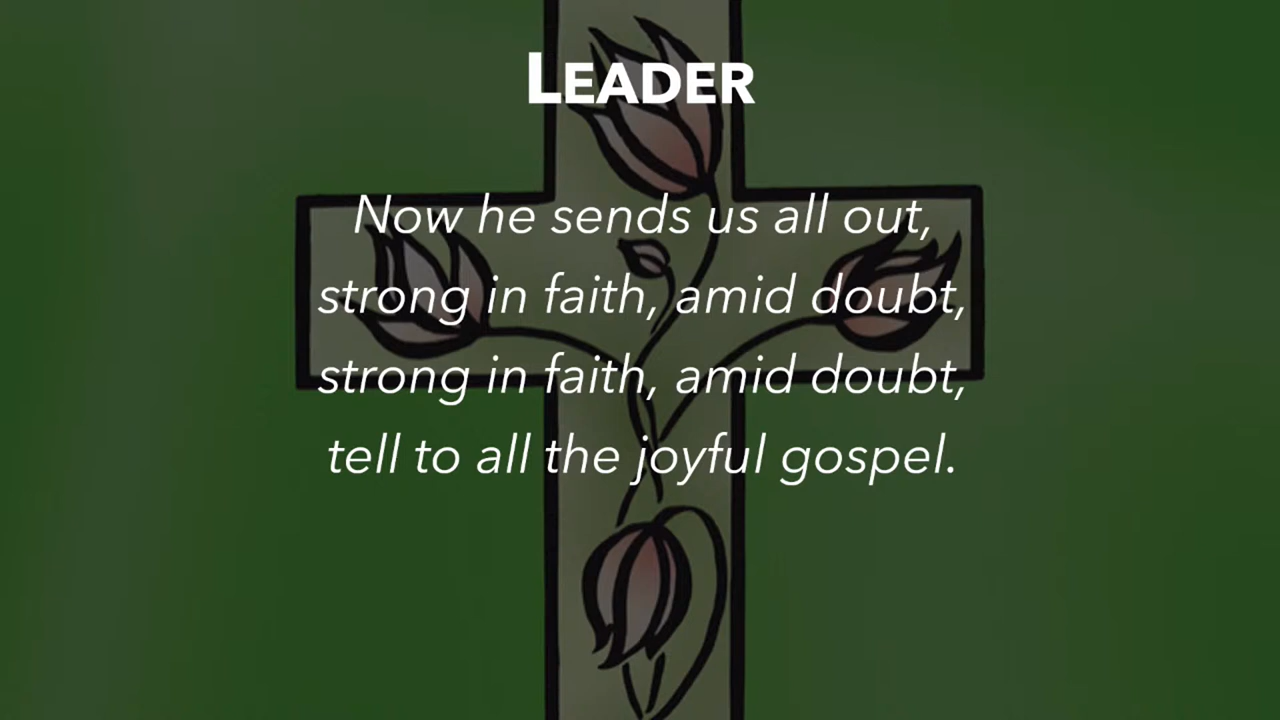 LEADER
Now he sends us all out,
strong in faith, amid doubt,
strong in faith, amid doubt,
tell to all the joyful gospel.